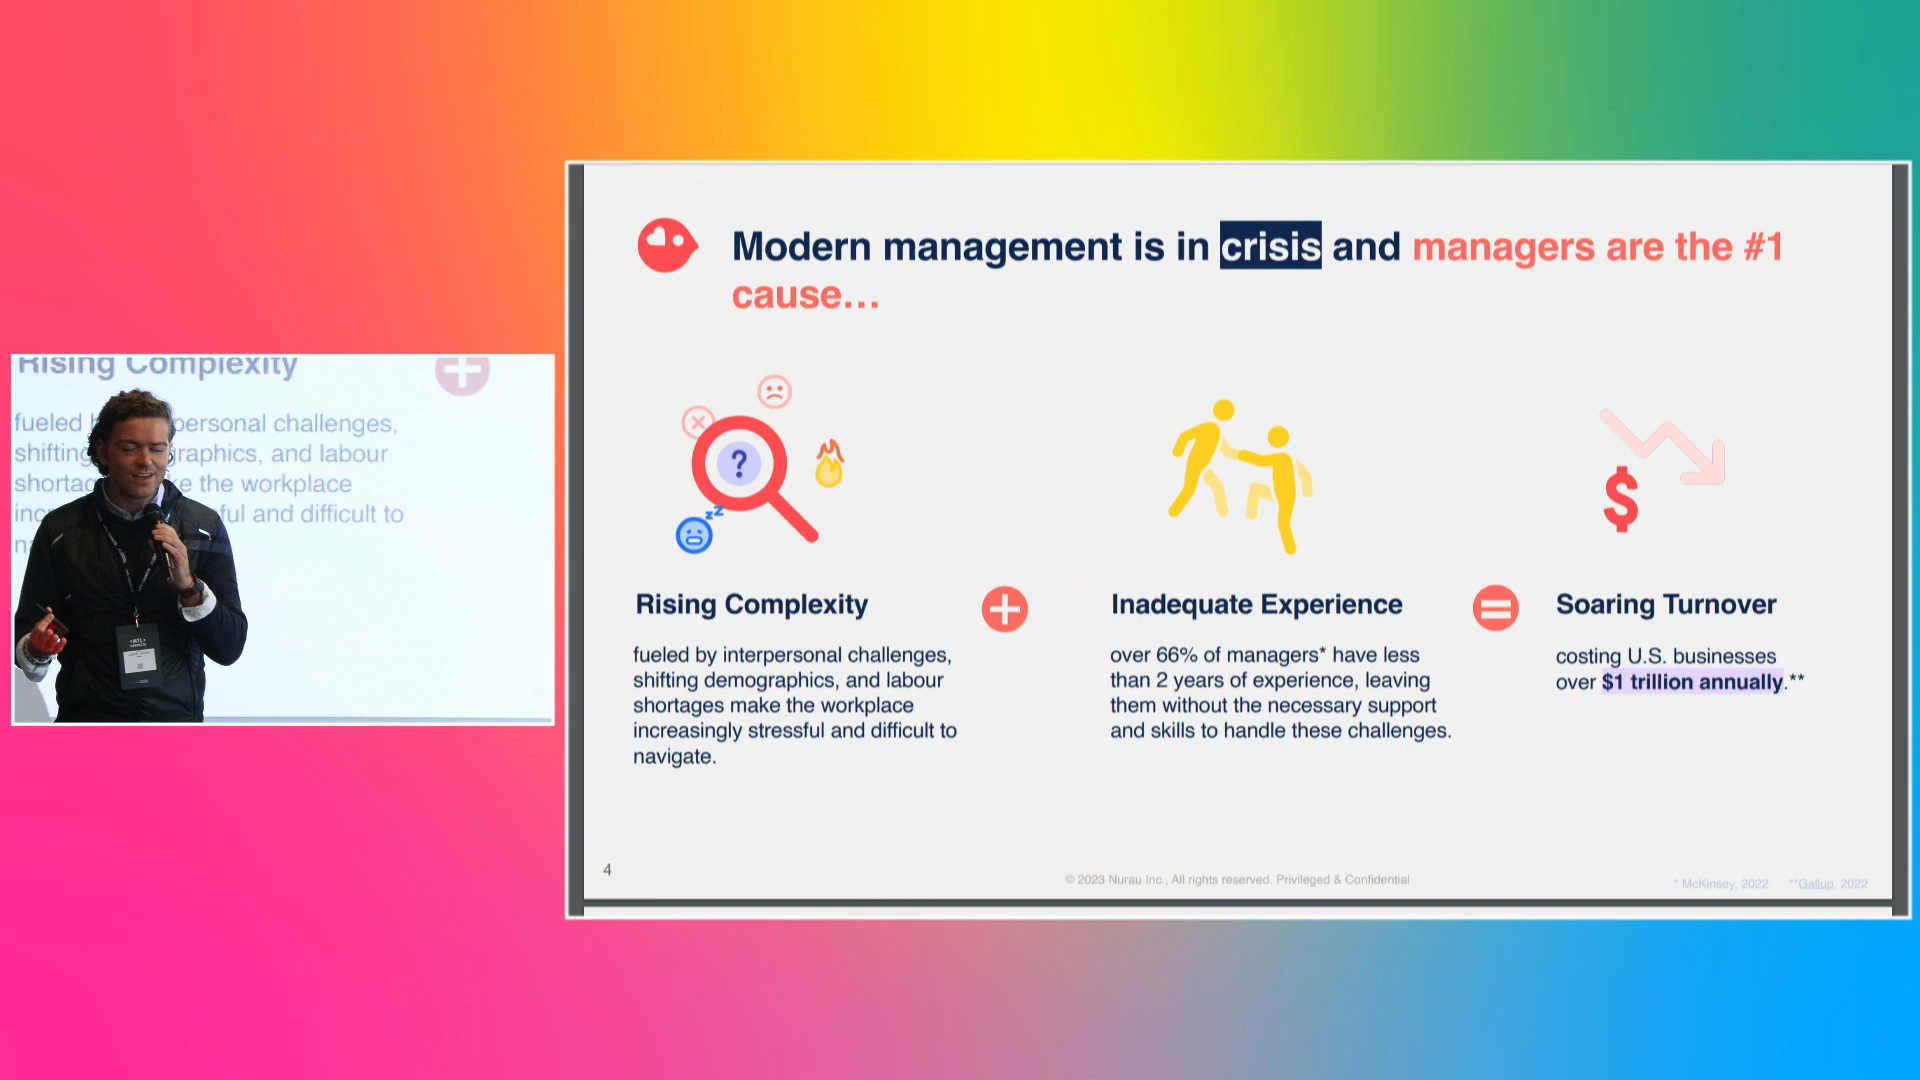 Modern management is in crisis and managers are the #1
cause…
Rising Complexity
fueled by interpersonal challenges,
shifting demographics, and labour
shortages make the workplace
increasingly stressful and difficult to
navigate.
Inadequate Experience
over 66% of managers* have less
than 2 years of experience, leaving
them without the necessary support
and skills to handle these challenges.
Soaring Turnover
costing U.S. businesses
over $1 trillion annually.**
4
© 2023 Nurau Inc., All rights reserved. Privileged & Confidential
* McKinsey, 2022 **Gallup, 2022
?
zz
$
Rising Complexity
fueled personal challenges,
shifting graphics, and labour
shortag ke the workplace
inc ful and difficult to